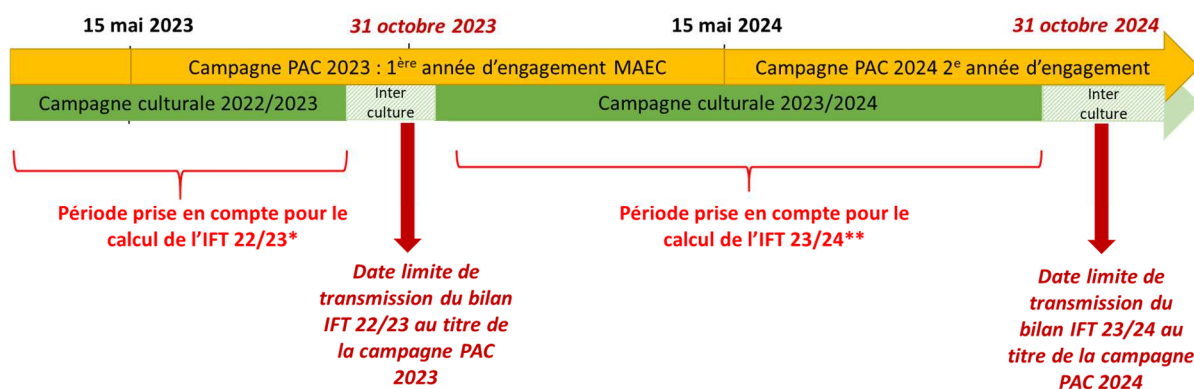 15 mai 2023
31 octobre 2023
15 mai 2024
31 octobre 2024
Campagne PAC 2023 : 1ère année d'engagement MAEC
Campagne PAC 2024 2e année d'engagement
Campagne culturale 2022/2023
Inter
culture
Campagne culturale 2023/2024
Inter
culture
Période prise en compte pour le
calcul de l'IFT 22/23*
Période prise en compte pour le
calcul de l'IFT 23/24**
Date limite de
transmission du bilan
IFT 22/23 au titre de
la campagne PAC
2023
Date limite de
transmission du
bilan IFT 23/24 au
titre de la campagne
PAC 2024